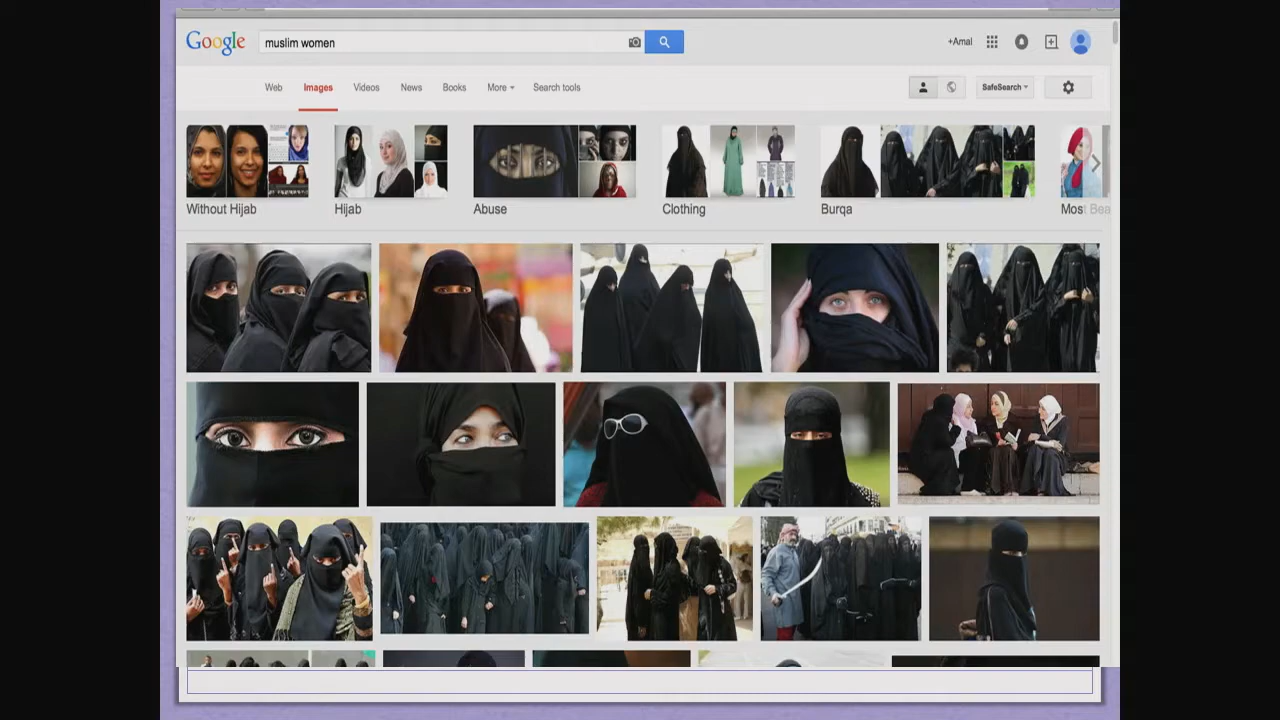 Google muslim women +Amal
Web Images Videos News Books More Search tools SafeSearch
Without Hijab Hijab Abuse Clothing Burqa Most Bea